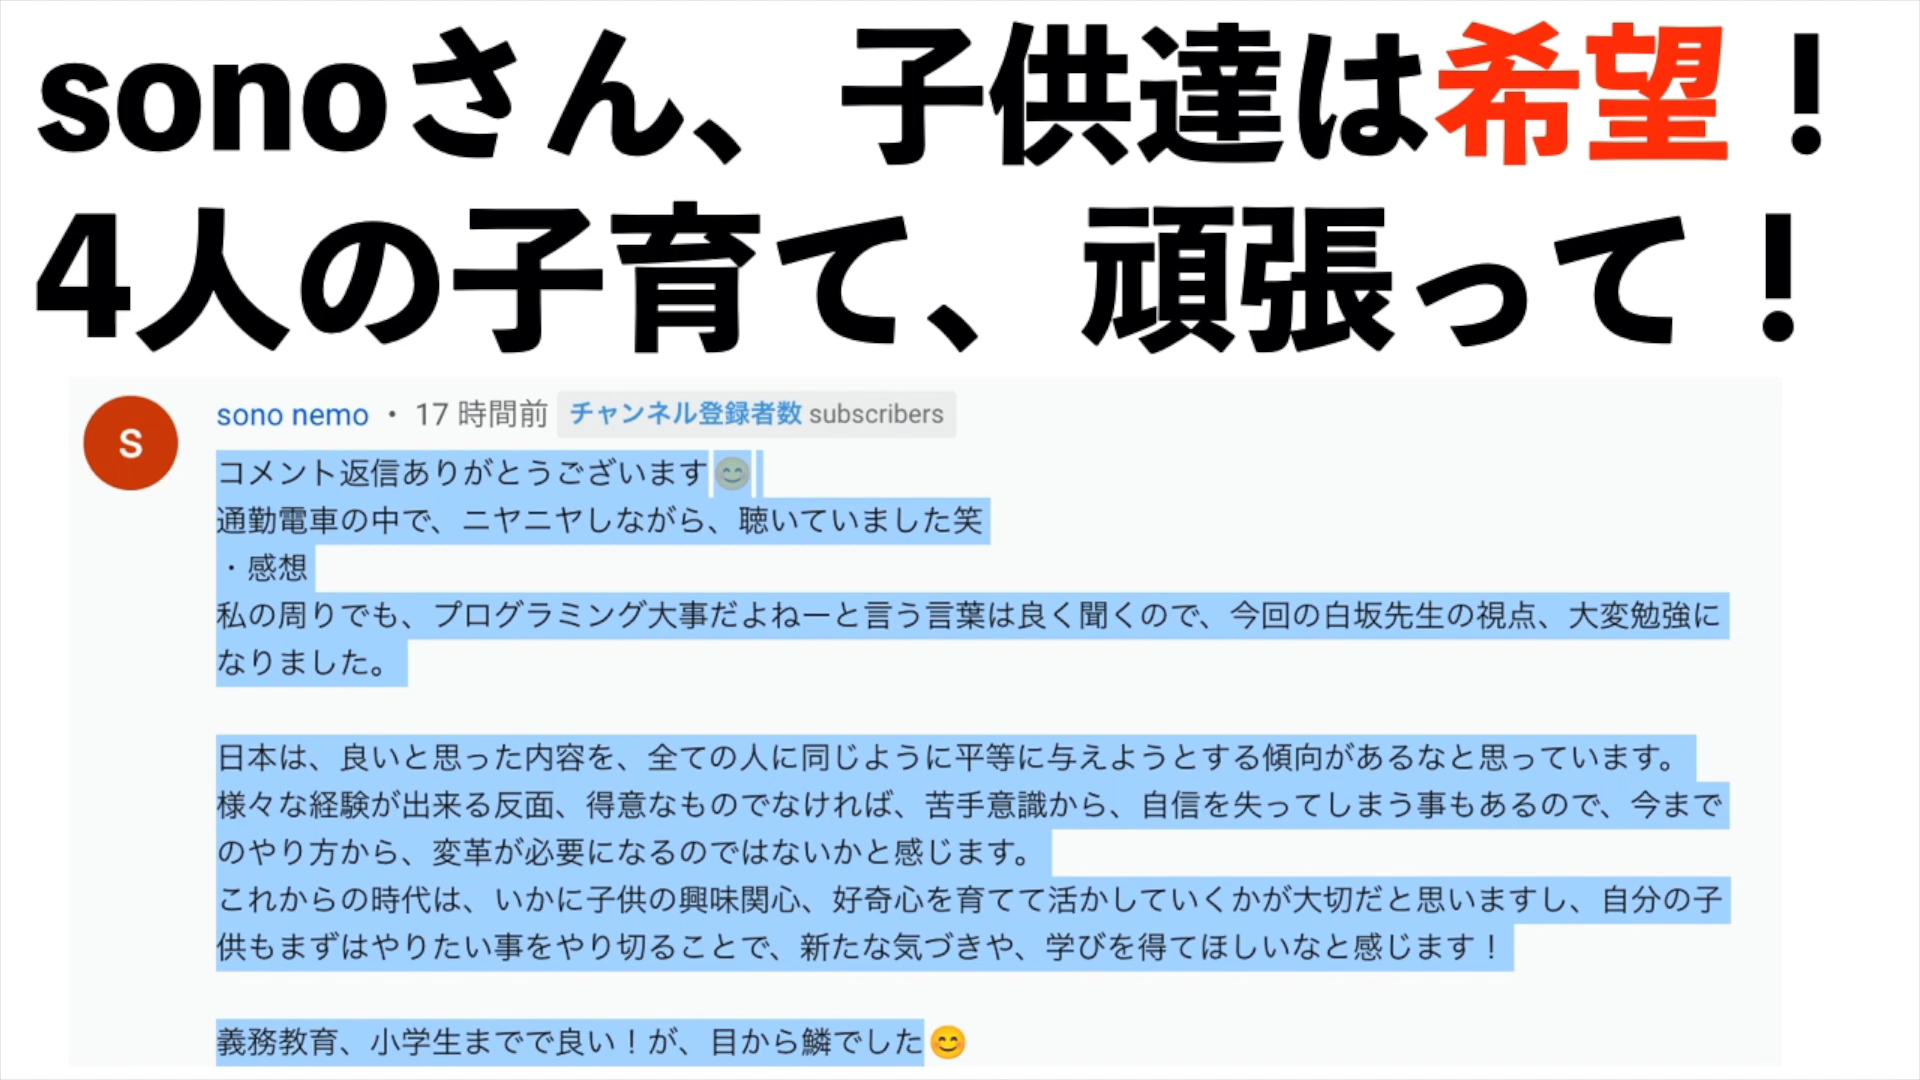 sonoさん、子供達は希望！
4人の子育て、頑張って！
S
sono nemo • 17 時間前 チャンネル登録者数 subscribers
コメント返信ありがとうございます😊
通勤電車の中で、ニヤニヤしながら、聴いていました笑
・感想
私の周りでも、プログラミング大事だよねーと言う言葉は良く聞くので、今回の白坂先生の視点、大変勉強に
なりました。
日本は、良いと思った内容を、全ての人に同じように平等に与えようとする傾向があるなと思っています。
様々な経験が出来る反面、得意なものでなければ、苦手意識から、自信を失ってしまう事もあるので、今まで
のやり方から、変革が必要になるのではないかと感じます。
これからの時代は、いかに子供の興味関心、好奇心を育てて活かしていくかが大切だと思いますし、自分の子
供もまずはやりたい事をやり切ることで、新たな気づきや、学びを得てほしいなと感じます！
義務教育、小学生までで良い！が、目から鱗でした😊